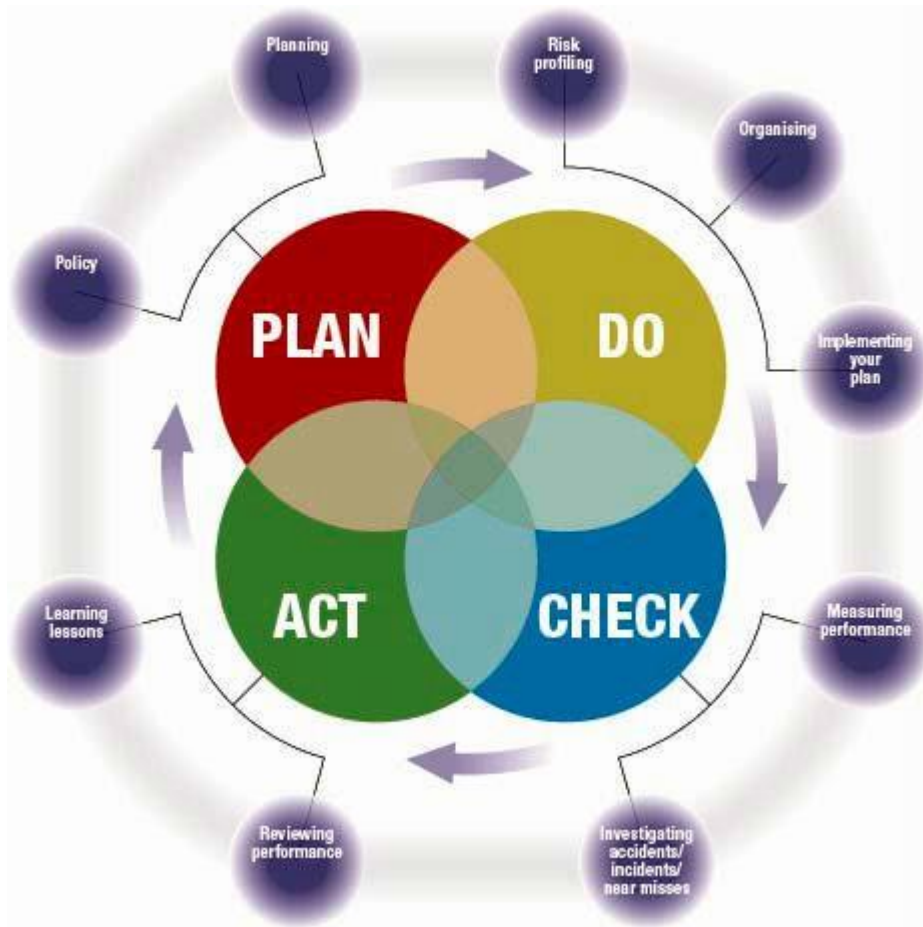 Planning
Risk
profiling
Organising
Policy
PLAN
DO
Implementing
your
plan
Learning
lessons
ACT
CHECK
Measuring
performance
Reviewing
performance
Investigating
accidents/
incidents/
near misses